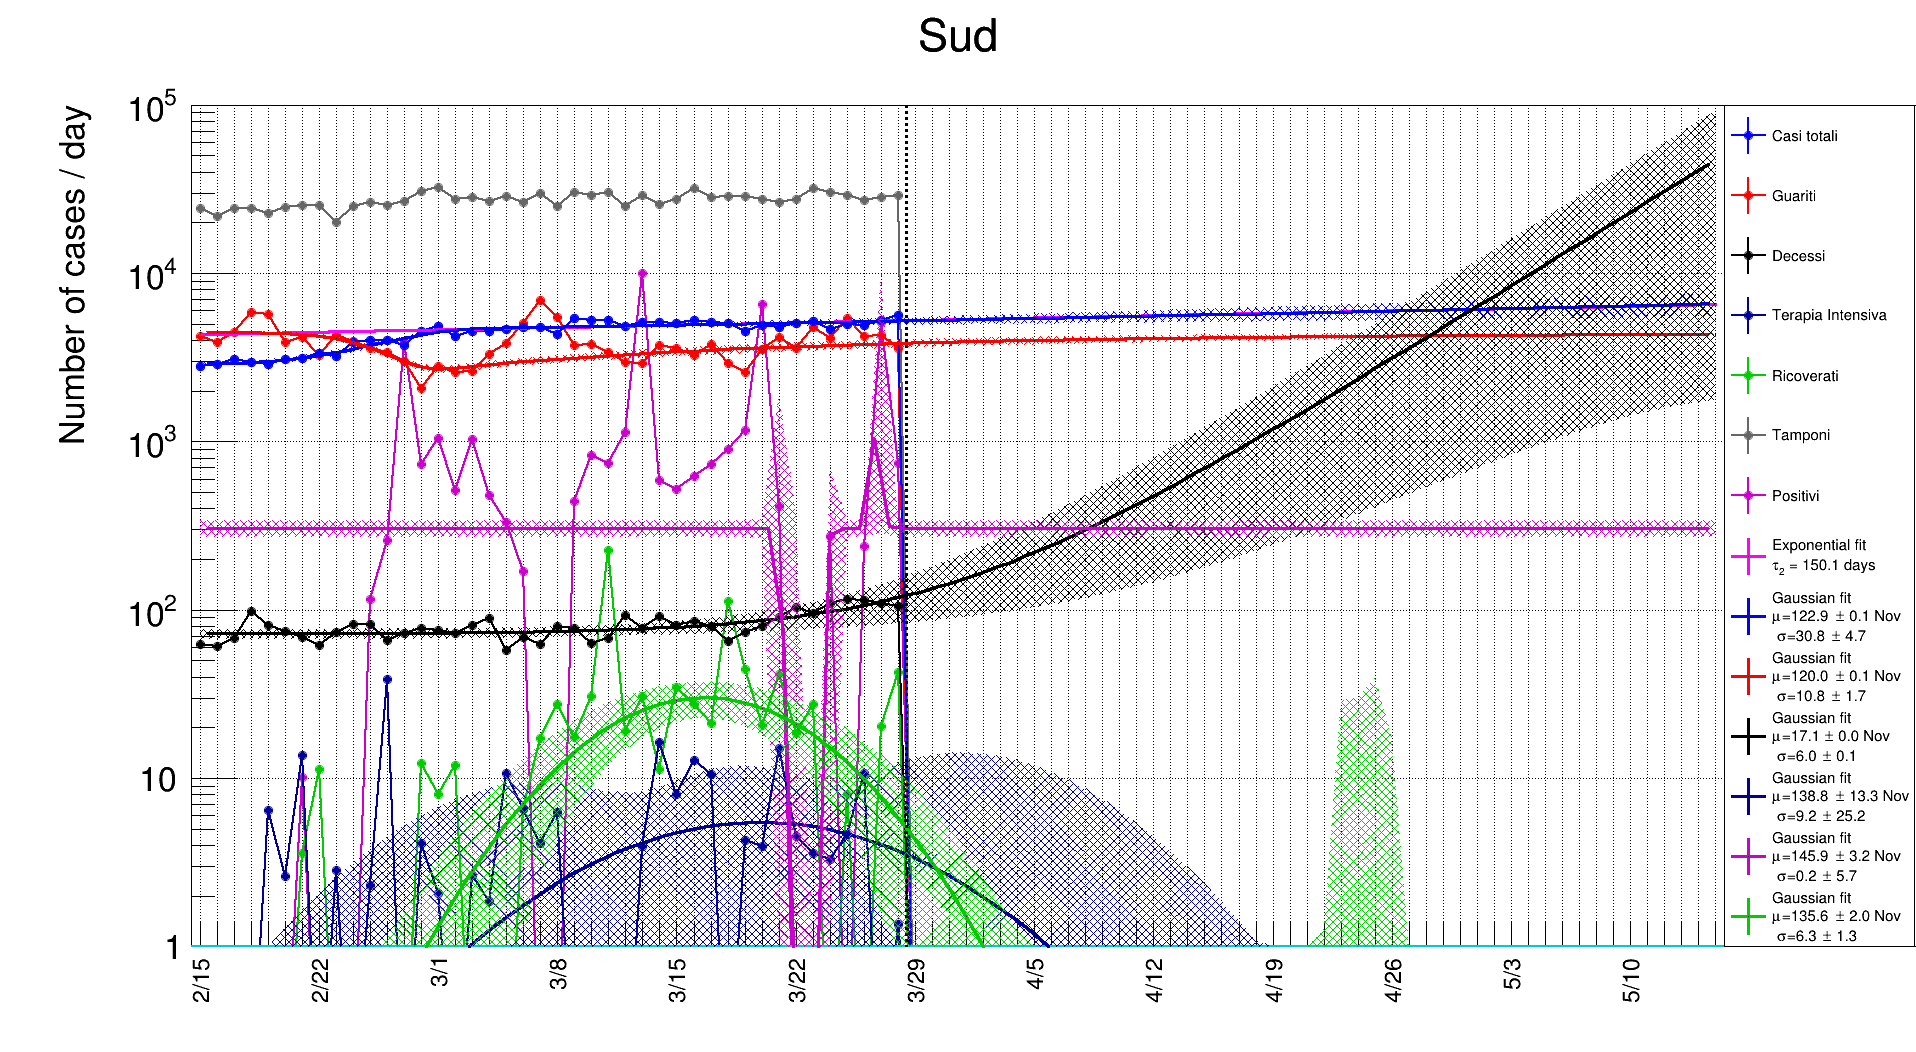 Sud
Number of cases / day
10^5
10^4
10^3
10^2
10
1
2/15
2/22
3/1
3/8
3/15
3/22
3/29
4/5
4/12
4/19
4/26
5/3
5/10
Casi totali
Guariti
Decessi
Terapia Intensiva
Ricoverati
Tamponi
Positivi
Exponential fit
τ_2 = 150.1 days
Gaussian fit
μ=122.9 ± 0.1 Nov
σ=30.8 ± 4.7
Gaussian fit
μ=120.0 ± 0.1 Nov
σ=10.8 ± 1.7
Gaussian fit
μ=17.1 ± 0.0 Nov
σ=6.0 ± 0.1
Gaussian fit
μ=138.8 ± 13.3 Nov
σ=9.2 ± 25.2
Gaussian fit
μ=145.9 ± 3.2 Nov
σ=0.2 ± 5.7
Gaussian fit
μ=135.6 ± 2.0 Nov
σ=6.3 ± 1.3